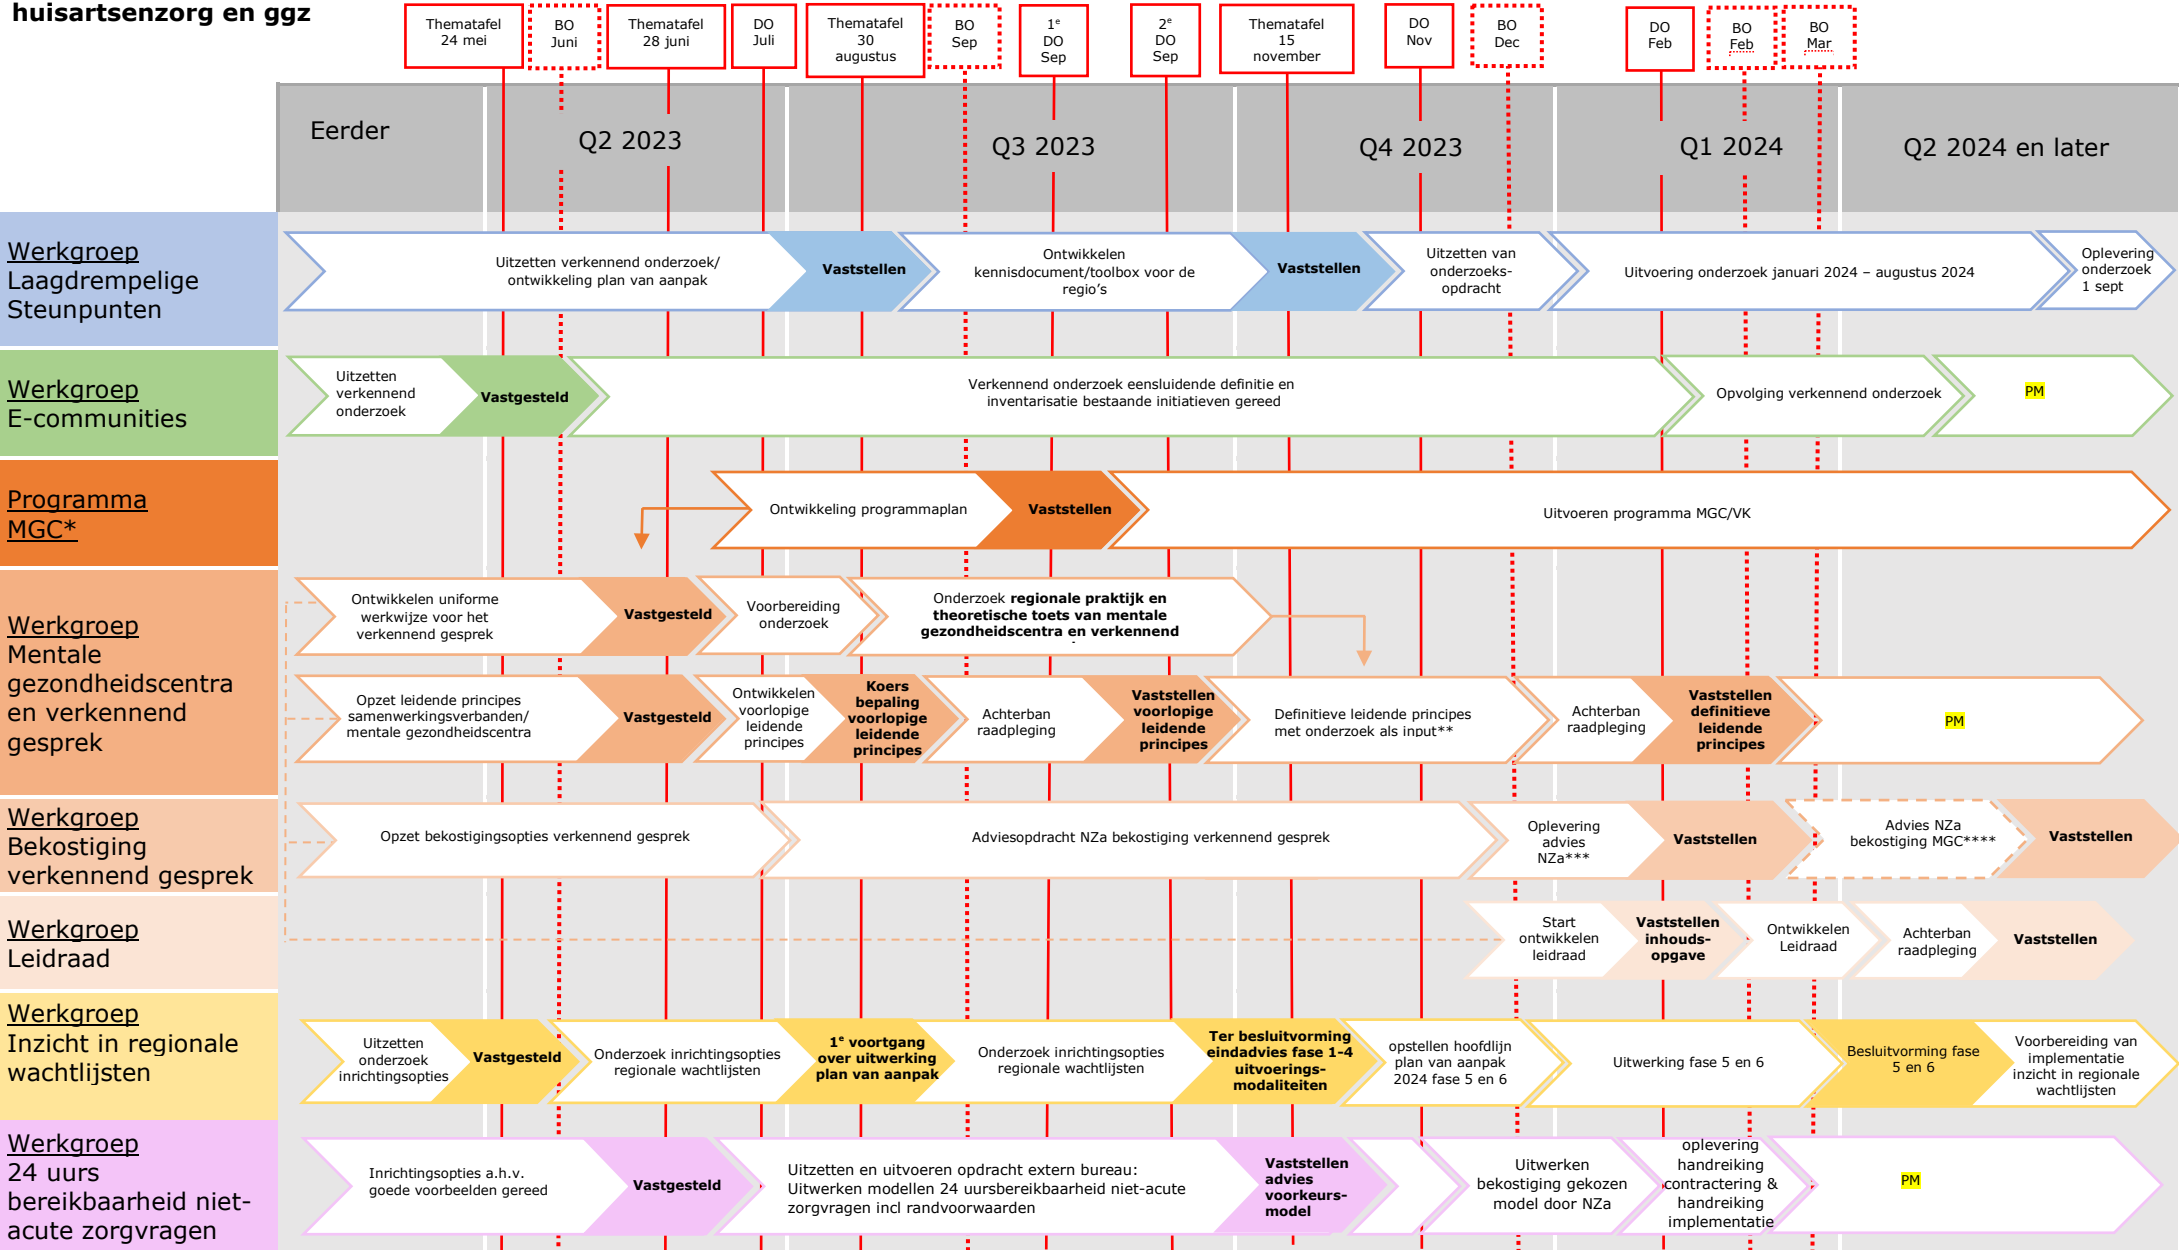 huisartsenzorg en ggz
Thematafel
24 mei
BO
Juni
Thematafel
28 juni
DO
Juli
Thematafel
30
augustus
BO
Sep
1e
DO
Sep
2e
DO
Sep
Thematafel
15
november
DO
Nov
BO
Dec
DO
Feb
BO
Feb
BO
Mar
Eerder
Q2 2023
Q3 2023
Q4 2023
Q1 2024
Q2 2024 en later
Werkgroep
Laagdrempelige
Steunpunten
Uitzetten verkennend onderzoek/
ontwikkeling plan van aanpak
Vaststellen
Ontwikkelen
kennisdocument/toolbox voor de
regio's
Vaststellen
Uitzetten van
onderzoeks-
opdracht
Uitvoering onderzoek januari 2024 – augustus 2024
Oplevering
onderzoek
1 sept
Werkgroep
E-communities
Uitzetten
verkennend
onderzoek
Vastgesteld
Verkennend onderzoek eensluidende definitie en
inventarisatie bestaande initiatieven gereed
Opvolging verkennend onderzoek
PM
Programma
MGC*
Ontwikkeling programmaplan
Vaststellen
Uitvoeren programma MGC/VK
Werkgroep
Mentale
gezondheidscentra
en verkennend
gesprek
Ontwikkelen uniforme
werkwijze voor het
verkennend gesprek
Vastgesteld
Voorbereiding
onderzoek
Onderzoek regionale praktijk en
theoretische toets van mentale
gezondheidscentra en verkennend
Opzet leidende principes
samenwerkingsverbanden/
mentale gezondheidscentra
Vastgesteld
Ontwikkelen
voorlopige
leidende
principes
Koers
bepaling
voorlopige
leidende
principes
Achterban
raadpleging
Vaststellen
voorlopige
leidende
principes
Definitieve leidende principes
met onderzoek als input**
Achterban
raadpleging
Vaststellen
definitieve
leidende
principes
PM
Werkgroep
Bekostiging
verkennend gesprek
Opzet bekostigingsopties verkennend gesprek
Adviesopdracht NZa bekostiging verkennend gesprek
Oplevering
advies
NZa***
Vaststellen
Advies NZa
bekostiging MGC****
Vaststellen
Werkgroep
Leidraad
Start
ontwikkelen
leidraad
Vaststellen
inhouds-
opgave
Ontwikkelen
Leidraad
Achterban
raadpleging
Vaststellen
Werkgroep
Inzicht in regionale
wachtlijsten
Uitzetten
onderzoek
inrichtingsopties
Vastgesteld
Onderzoek inrichtingsopties
regionale wachtlijsten
1e voortgang
over uitwerking
plan van aanpak
Onderzoek inrichtingsopties
regionale wachtlijsten
Ter besluitvorming
eindadvies fase 1-4
uitvoerings-
modaliteiten
opstellen hoofdlijn
plan van aanpak
2024 fase 5 en 6
Uitwerking fase 5 en 6
Besluitvorming fase
5 en 6
Voorbereiding van
implementatie
inzicht in regionale
wachtlijsten
Werkgroep
24 uurs
bereikbaarheid niet-
acute zorgvragen
Inrichtingsopties a.h.v.
goede voorbeelden gereed
Vastgesteld
Uitzetten en uitvoeren opdracht extern bureau:
Uitwerken modellen 24 uursbereikbaarheid niet-acute
zorgvragen incl randvoorwaarden
Vaststellen
advies
voorkeurs-
model
Uitwerken
bekostiging gekozen
model door NZa
oplevering
handreiking
contractering &
handreiking
implementatie
PM